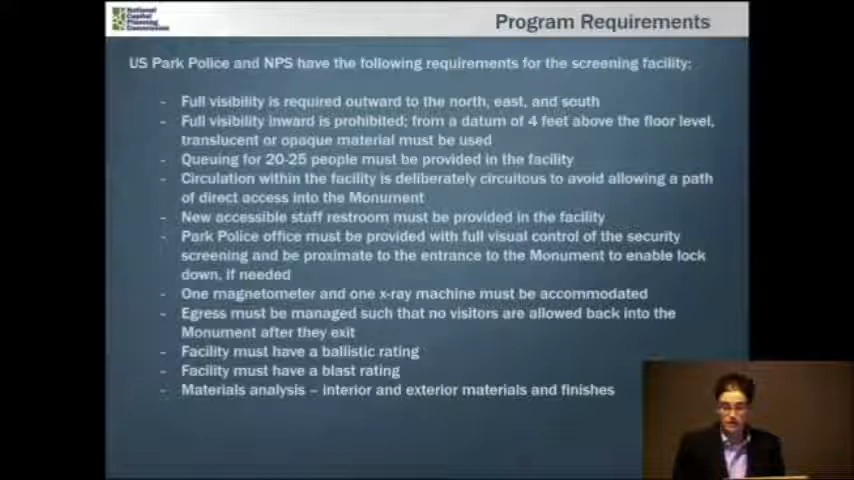 National
Capital
Planning
Commission
Program Requirements
US Park Police and NPS have the following requirements for the screening facility:
- Full visibility is required outward to the north, east, and south
- Full visibility inward is prohibited; from a datum of 4 feet above the floor level,
translucent or opaque material must be used
- Queuing for 20-25 people must be provided in the facility
- Circulation within the facility is deliberately circuitous to avoid allowing a path
of direct access into the Monument
- New accessible staff restroom must be provided in the facility
- Park Police office must be provided with full visual control of the security
screening and be proximate to the entrance to the Monument to enable lock
down, if needed
- One magnetometer and one x-ray machine must be accommodated
- Egress must be managed such that no visitors are allowed back into the
Monument after they exit
- Facility must have a ballistic rating
- Facility must have a blast rating
- Materials analysis – interior and exterior materials and finishes